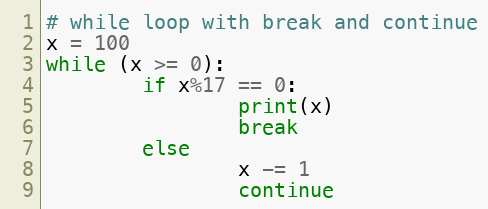 1 # while loop with break and continue
2 x = 100
3 while (x >= 0):
4         if x%17 == 0:
5                 print(x)
6                 break
7         else
8                 x -= 1
9                 continue